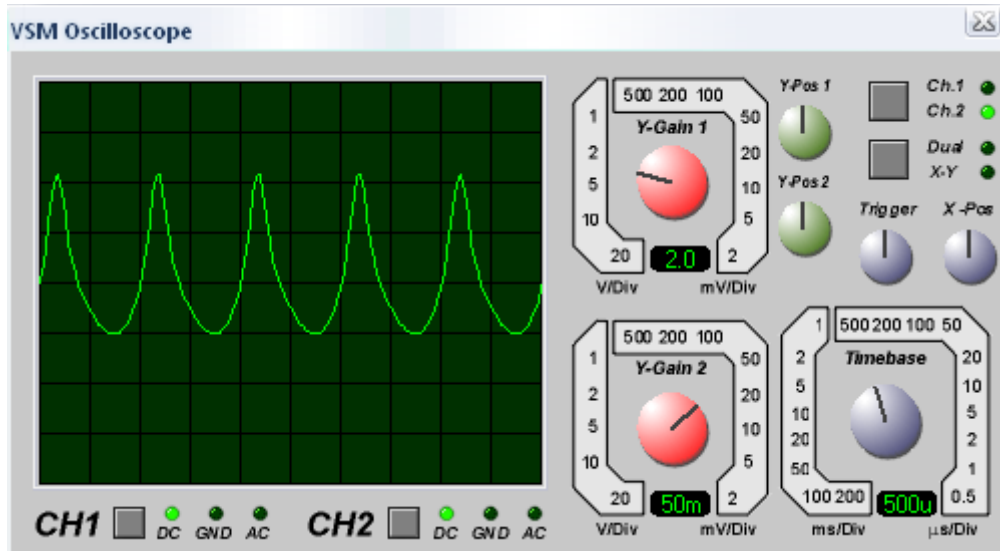 VSM Oscilloscope
500 200 100
1
2
5
10
20
50
20
10
5
2
Y-Gain 1
2.0
V/Div mV/Div
Y-Pos 1
Y-Pos 2
Ch.1
Ch.2
Dual
X-Y
Trigger X -Pos
500 200 100
1
2
5
10
20
50
20
10
5
2
Y-Gain 2
50m
V/Div mV/Div
1 500 200 100 50
2
5
10
20
50
100 200
20
10
5
2
1
0.5
Timebase
500u
ms/Div µs/Div
CH1 DC GND AC CH2 DC GND AC